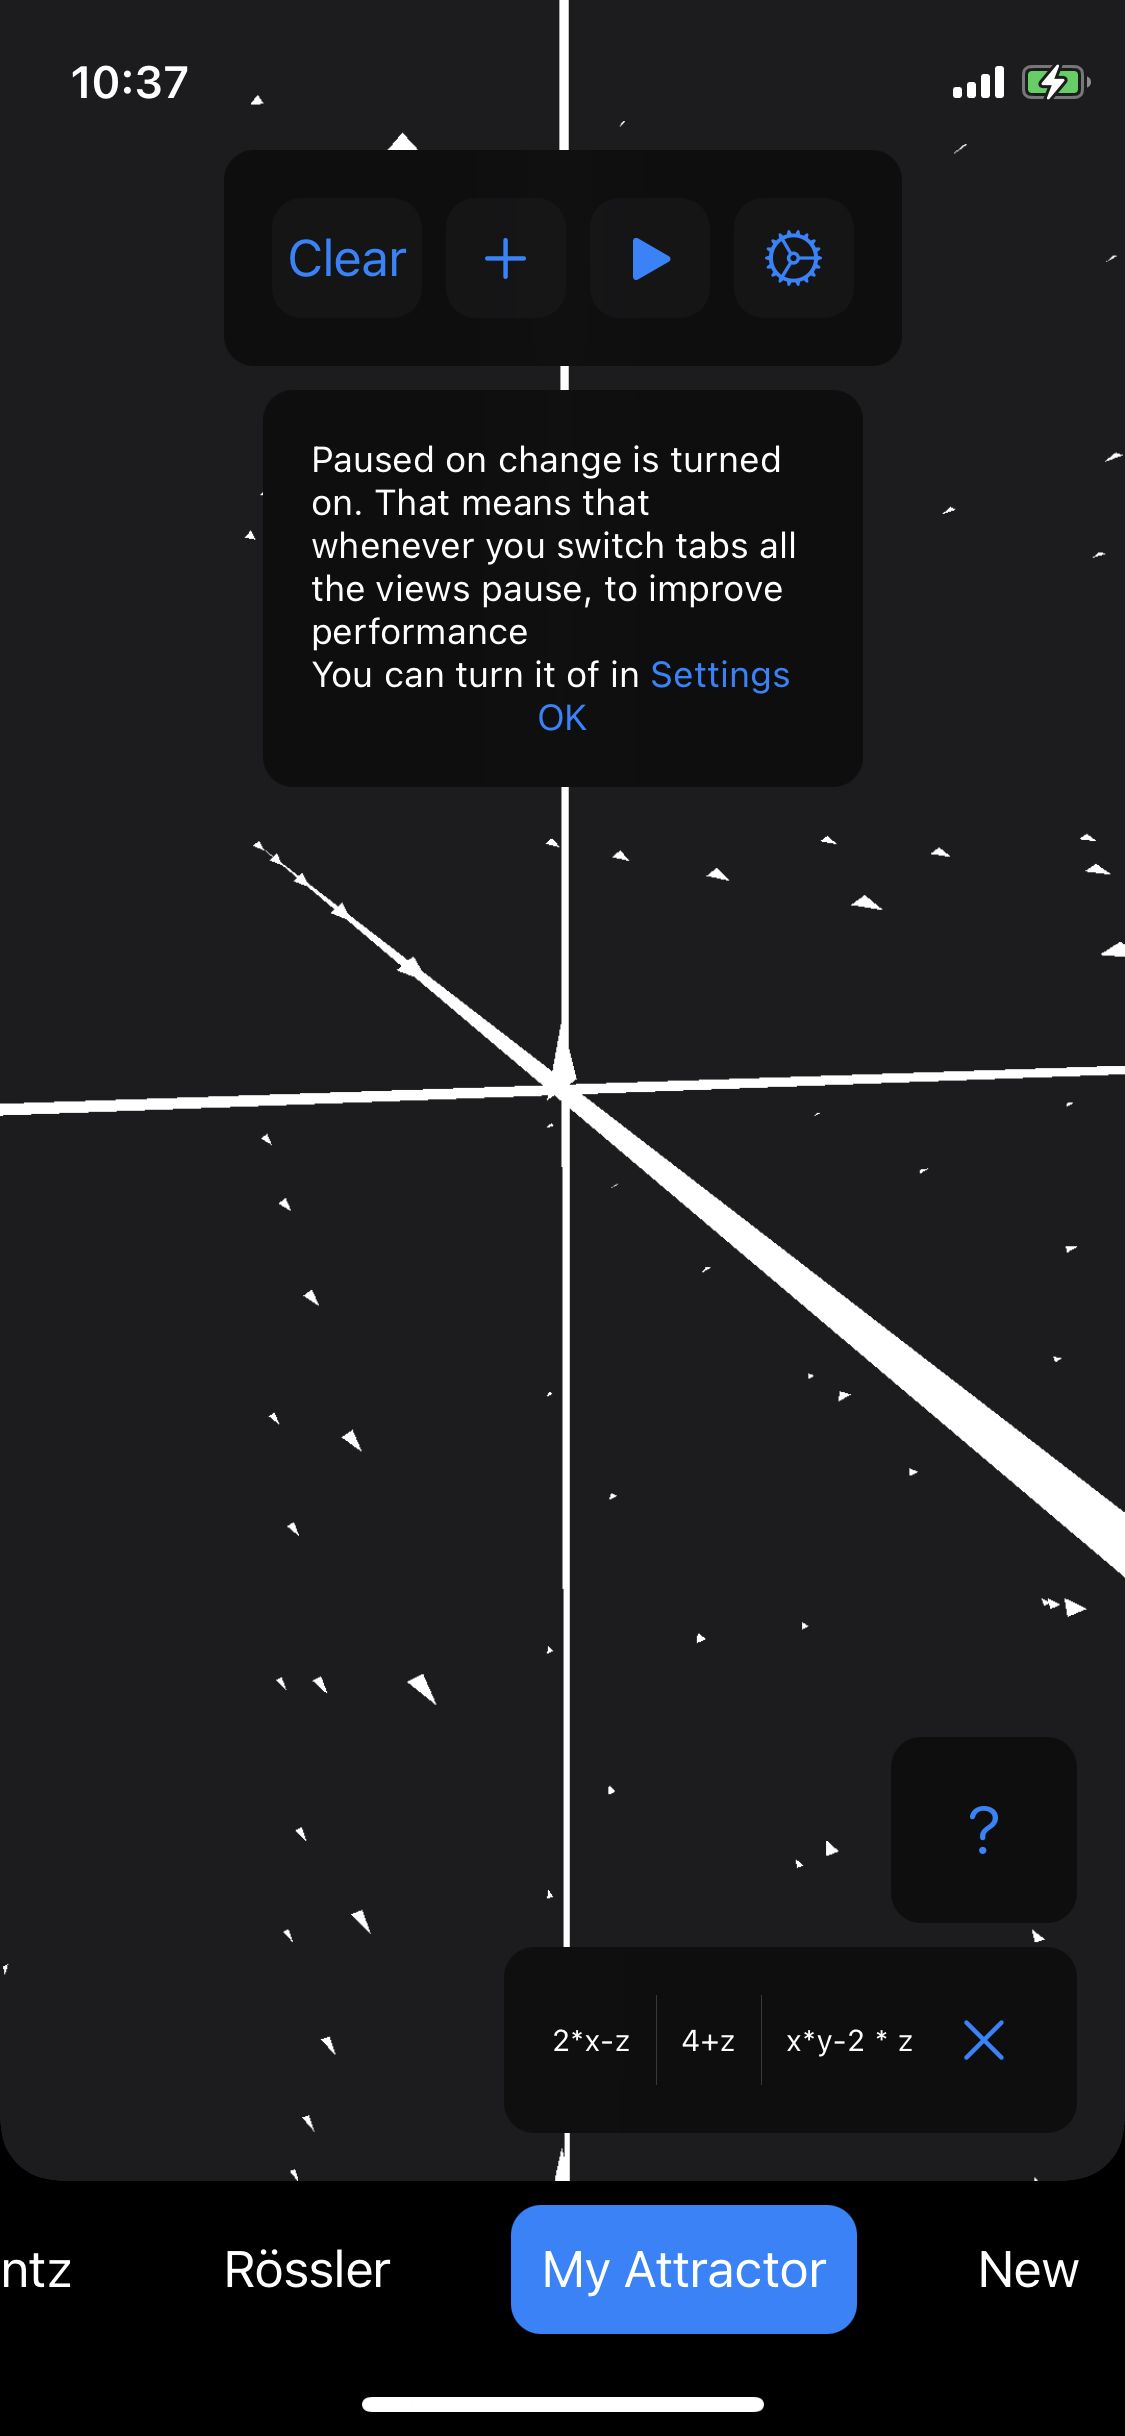 10:37
Clear
Paused on change is turned
on. That means that
whenever you switch tabs all
the views pause, to improve
performance
You can turn it of in Settings
OK
?
2*x-z 4+z x*y-2 * z
ntz Rössler My Attractor New